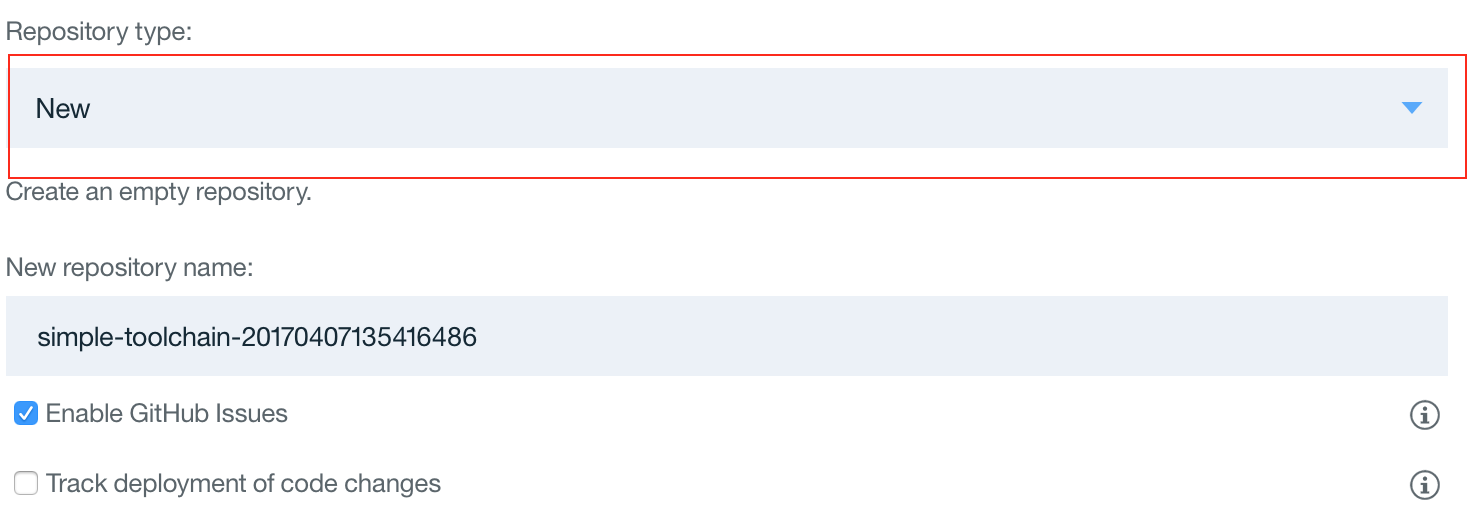 Repository type:
New
Create an empty repository.
New repository name:
simple-toolchain-20170407135416486
Enable GitHub Issues
Track deployment of code changes